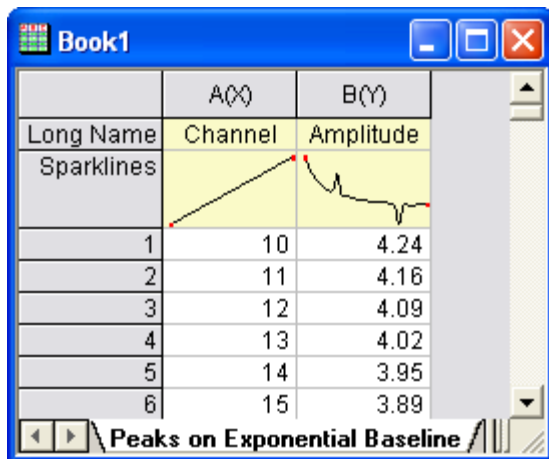 Book1
A(X) B(Y)
Long Name Channel Amplitude
Sparklines
1 10 4.24
2 11 4.16
3 12 4.09
4 13 4.02
5 14 3.95
6 15 3.89
Peaks on Exponential Baseline